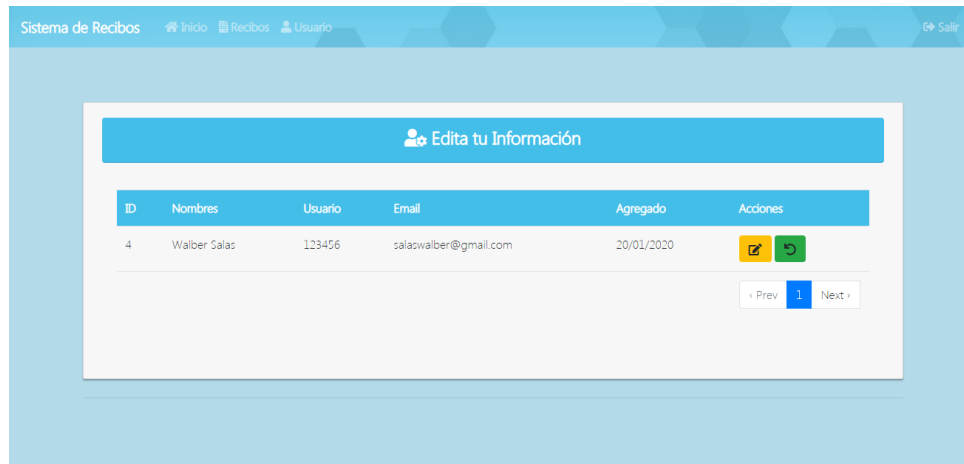 Sistema de Recibos Inicio Recibos Usuario Salir
Edita tu Información
ID Nombres Usuario Email Agregado Acciones
4 Walber Salas 123456 salaswalber@gmail.com 20/01/2020
‹ Prev 1 Next ›